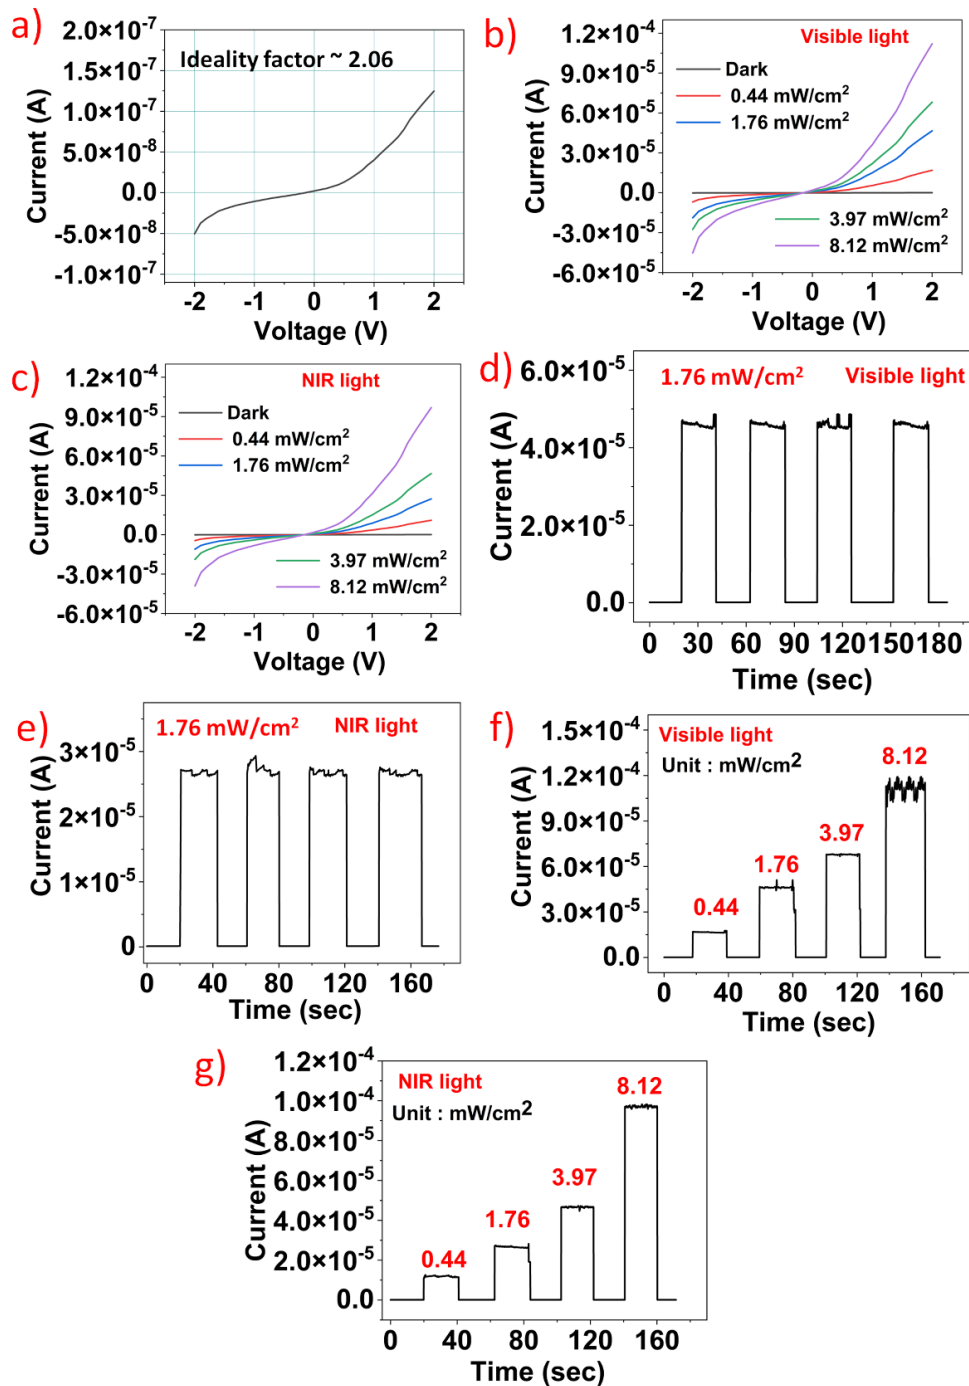 a)
2.0×10⁻⁷
1.5×10⁻⁷
1.0×10⁻⁷
5.0×10⁻⁸
0.0
-5.0×10⁻⁸
-1.0×10⁻⁷
Current (A)
Ideality factor ~ 2.06
-2 -1 0 1 2
Voltage (V)
b)
1.2×10⁻⁴
9.0×10⁻⁵
6.0×10⁻⁵
3.0×10⁻⁵
0.0
-3.0×10⁻⁵
-6.0×10⁻⁵
Current (A)
Visible light
Dark
0.44 mW/cm²
1.76 mW/cm²
3.97 mW/cm²
8.12 mW/cm²
-2 -1 0 1 2
Voltage (V)
c)
1.2×10⁻⁴
9.0×10⁻⁵
6.0×10⁻⁵
3.0×10⁻⁵
0.0
-3.0×10⁻⁵
-6.0×10⁻⁵
Current (A)
NIR light
Dark
0.44 mW/cm²
1.76 mW/cm²
3.97 mW/cm²
8.12 mW/cm²
-2 -1 0 1 2
Voltage (V)
d)
6.0×10⁻⁵
4.0×10⁻⁵
2.0×10⁻⁵
0.0
Current (A)
1.76 mW/cm² Visible light
0 30 60 90 120 150 180
Time (sec)
e)
3×10⁻⁵
2×10⁻⁵
1×10⁻⁵
0
Current (A)
1.76 mW/cm² NIR light
0 40 80 120 160
Time (sec)
f)
1.5×10⁻⁴
1.2×10⁻⁴
9.0×10⁻⁵
6.0×10⁻⁵
3.0×10⁻⁵
0.0
Current (A)
Visible light
Unit : mW/cm²
0.44
1.76
3.97
8.12
0 40 80 120 160
Time (sec)
g)
1.2×10⁻⁴
1.0×10⁻⁴
8.0×10⁻⁵
6.0×10⁻⁵
4.0×10⁻⁵
2.0×10⁻⁵
0.0
Current (A)
NIR light
Unit : mW/cm²
0.44
1.76
3.97
8.12
0 40 80 120 160
Time (sec)